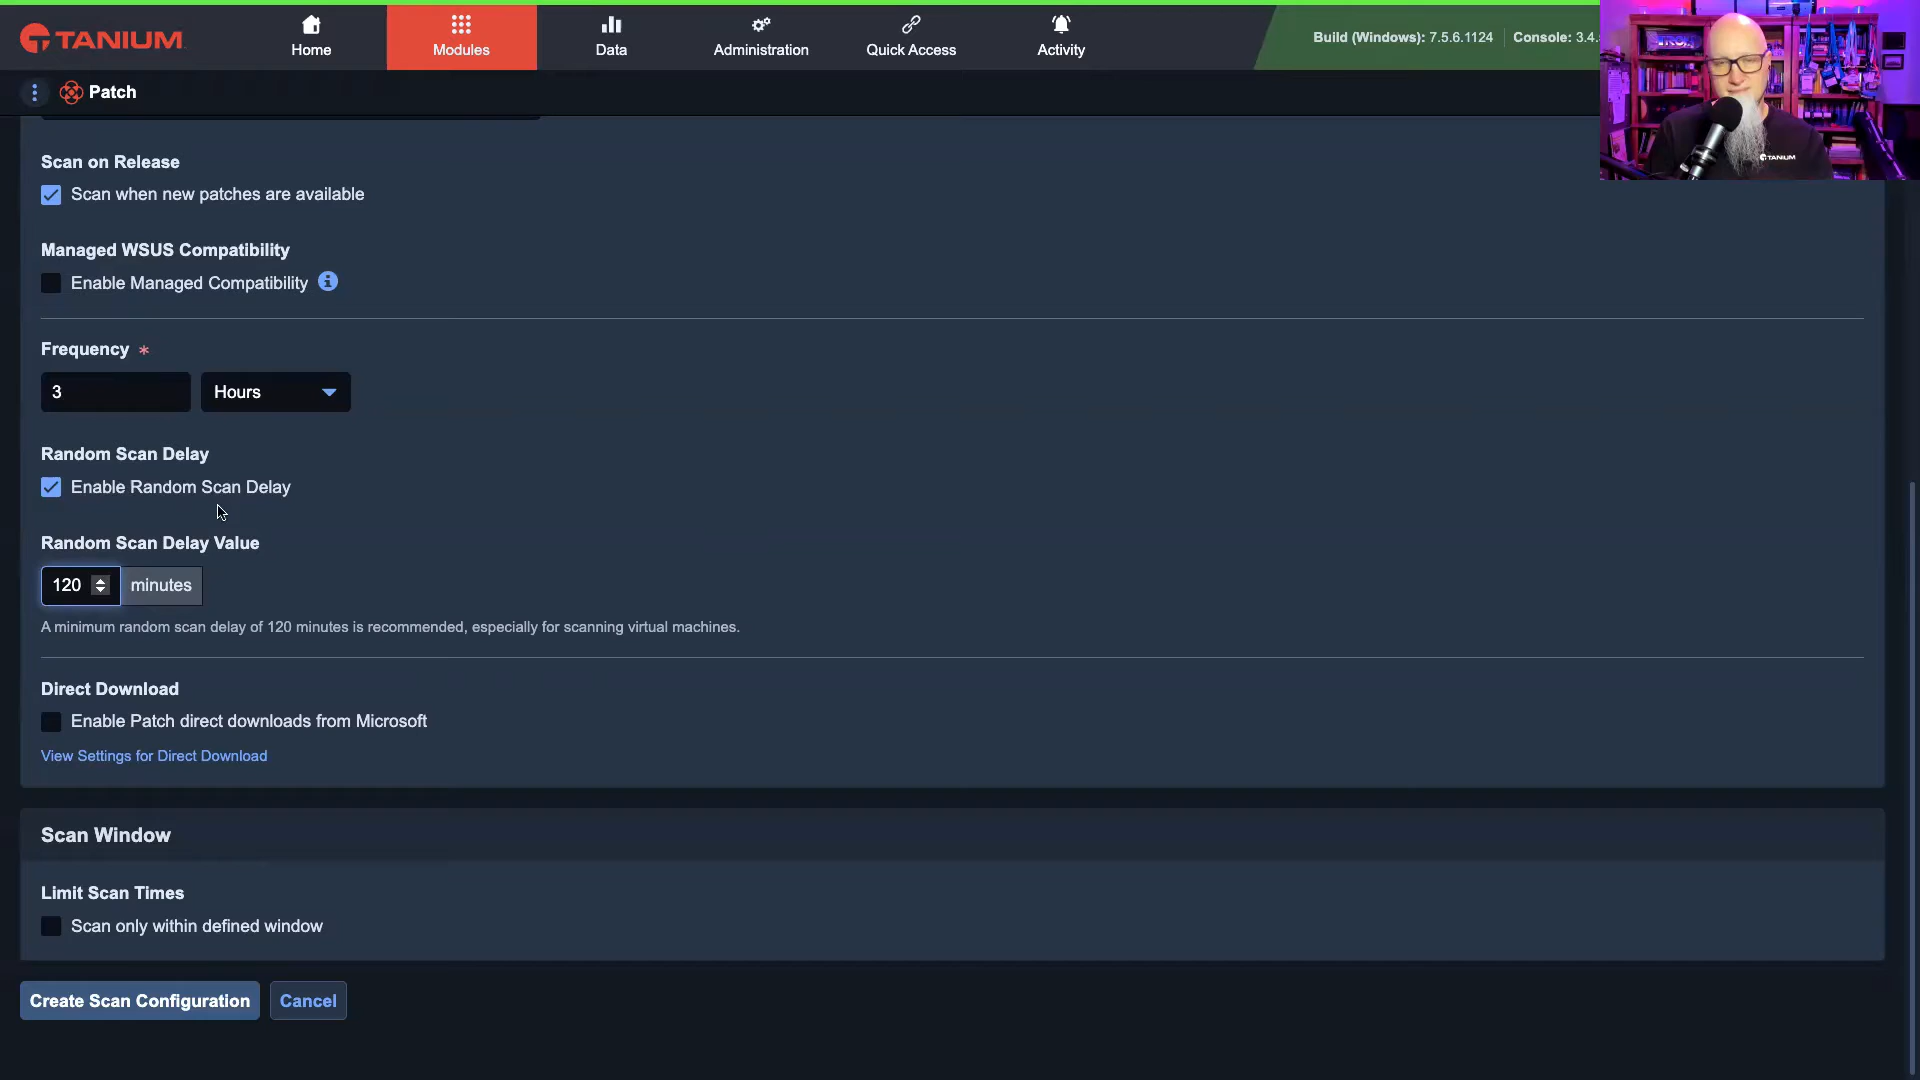 TANIUM
Home
Modules
Data
Administration
Quick Access
Activity
Build (Windows): 7.5.6.1124
Console: 3.4.
Patch
TANIUM
Scan on Release
Scan when new patches are available
Managed WSUS Compatibility
Enable Managed Compatibility
Frequency *
3
Hours
Random Scan Delay
Enable Random Scan Delay
Random Scan Delay Value
120
minutes
A minimum random scan delay of 120 minutes is recommended, especially for scanning virtual machines.
Direct Download
Enable Patch direct downloads from Microsoft
View Settings for Direct Download
Scan Window
Limit Scan Times
Scan only within defined window
Create Scan Configuration
Cancel